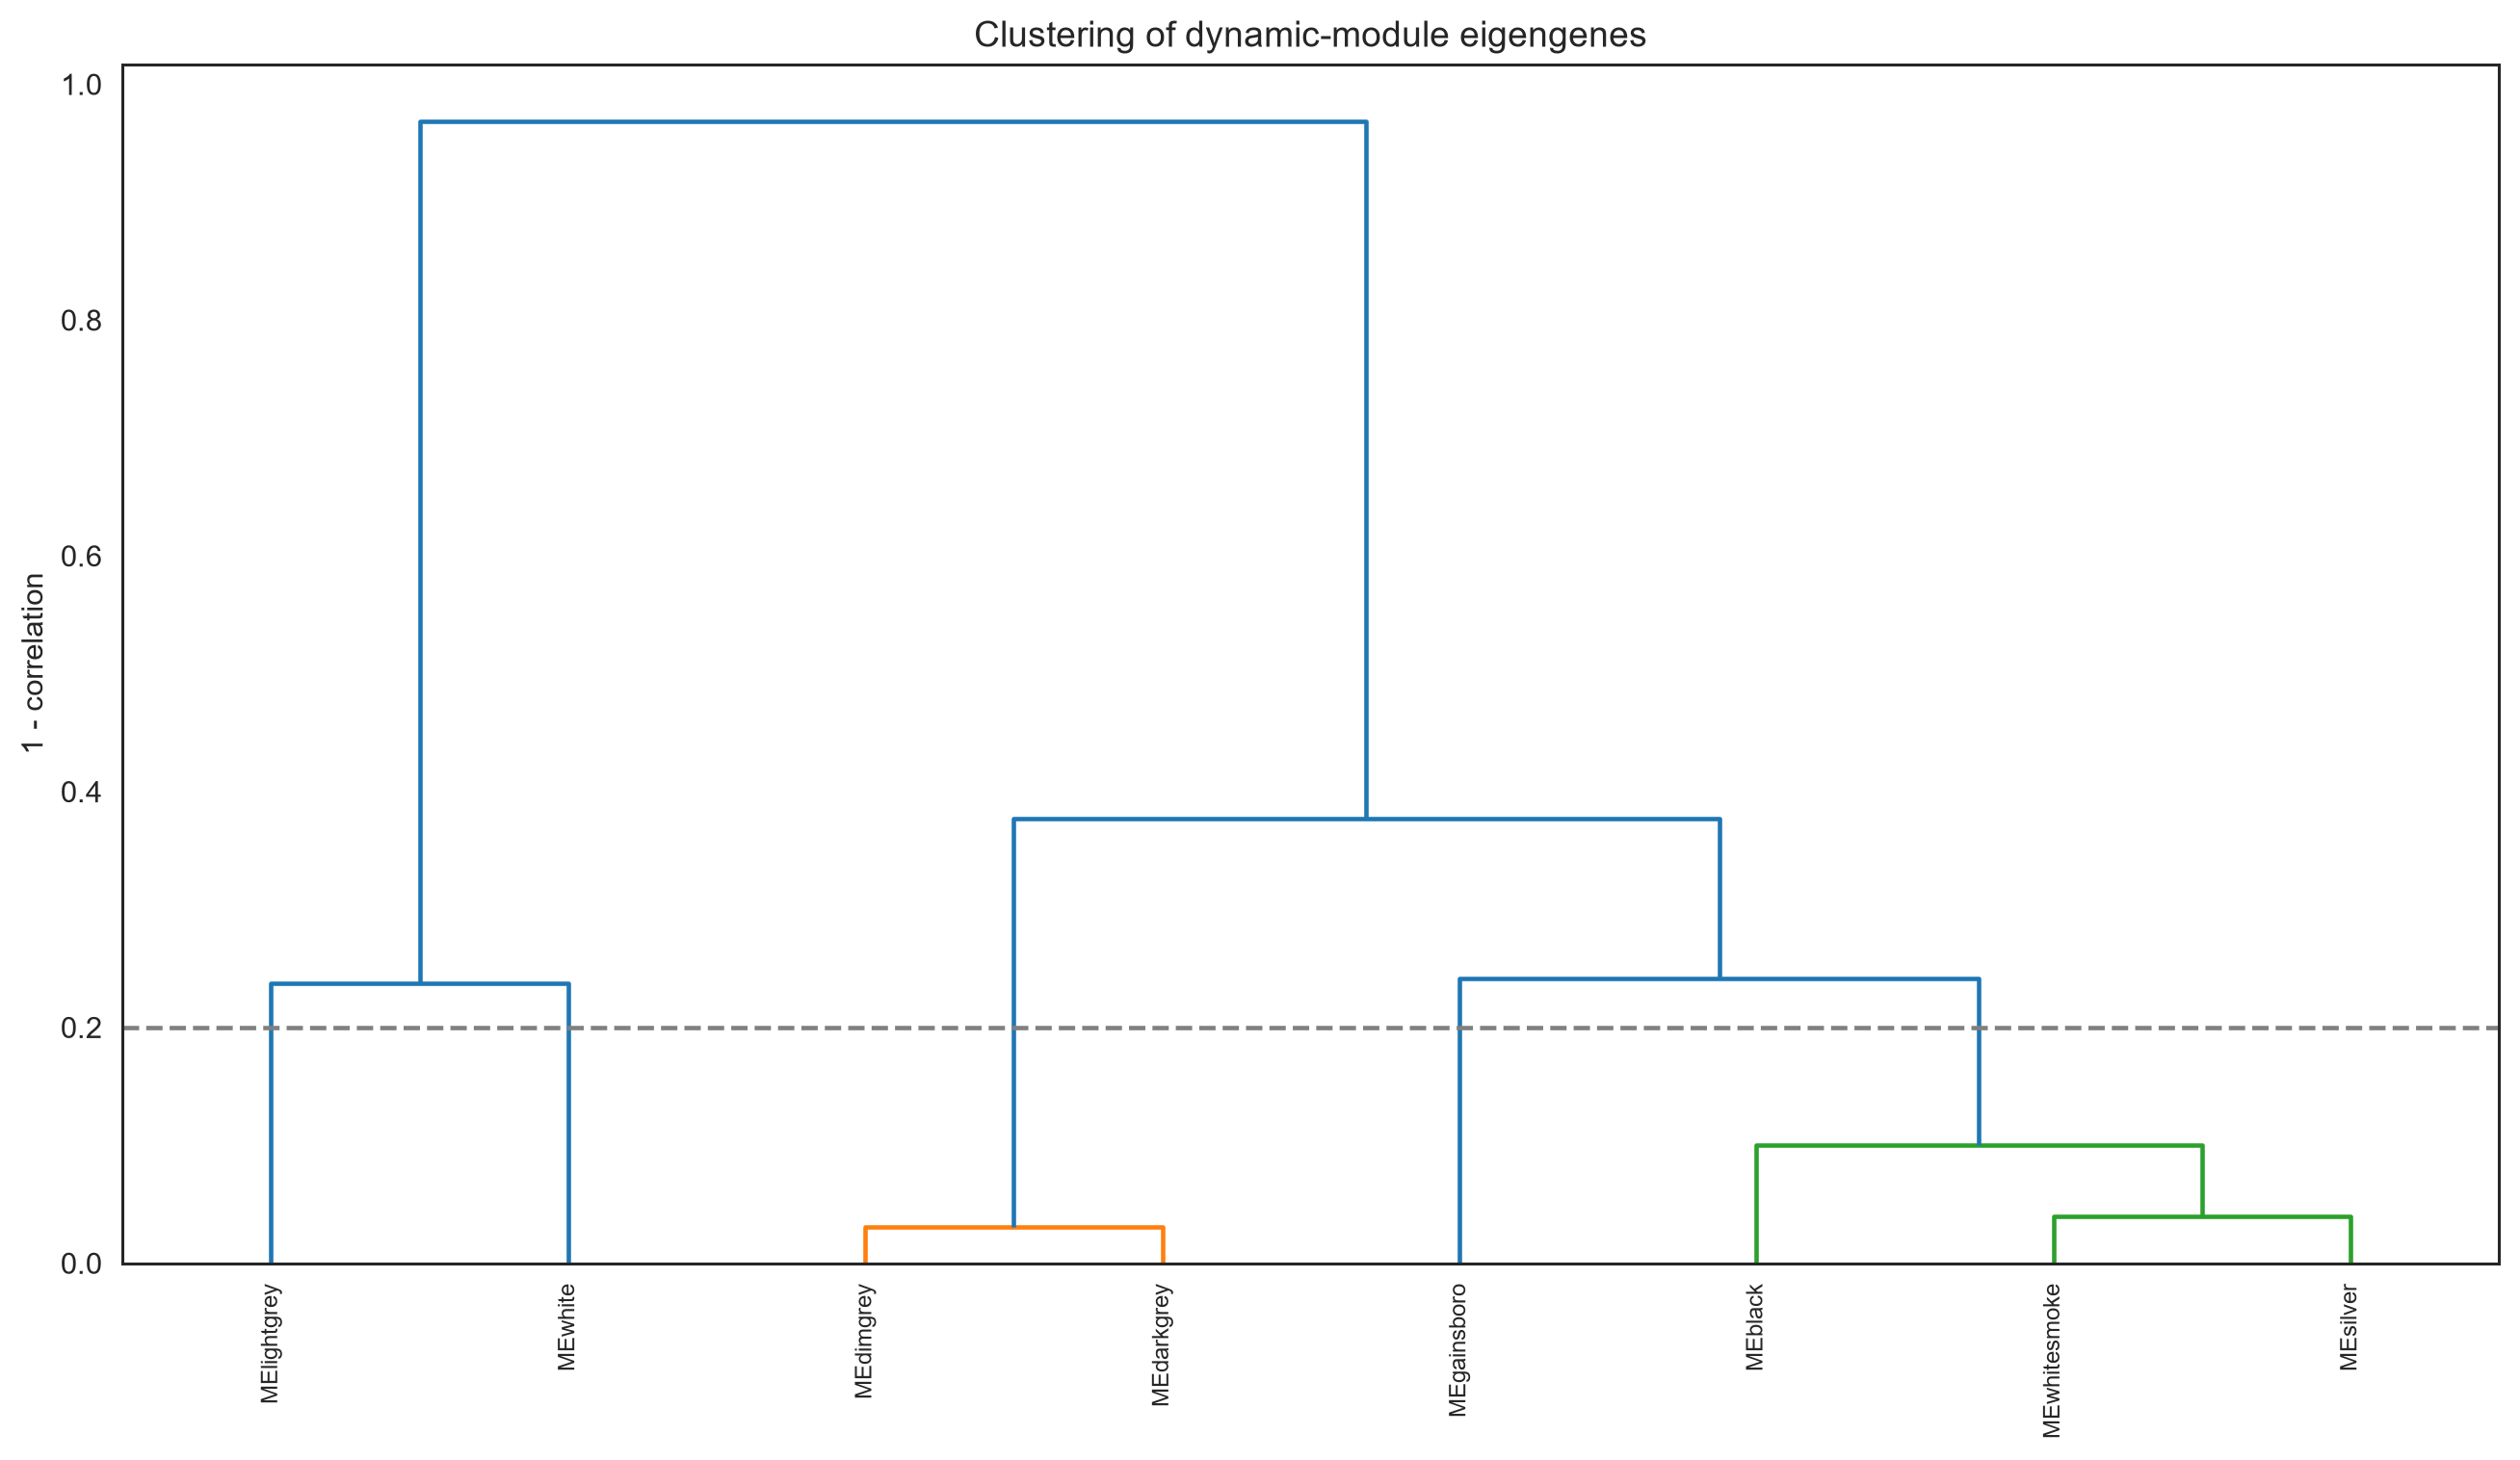 Clustering of dynamic-module eigengenes
1.0
0.8
0.6
0.4
0.2
0.0
1 - correlation
MElightgrey
MEwhite
MEdimgrey
MEdarkgrey
MEgainsboro
MEblack
MEwhitesmoke
MEsilver